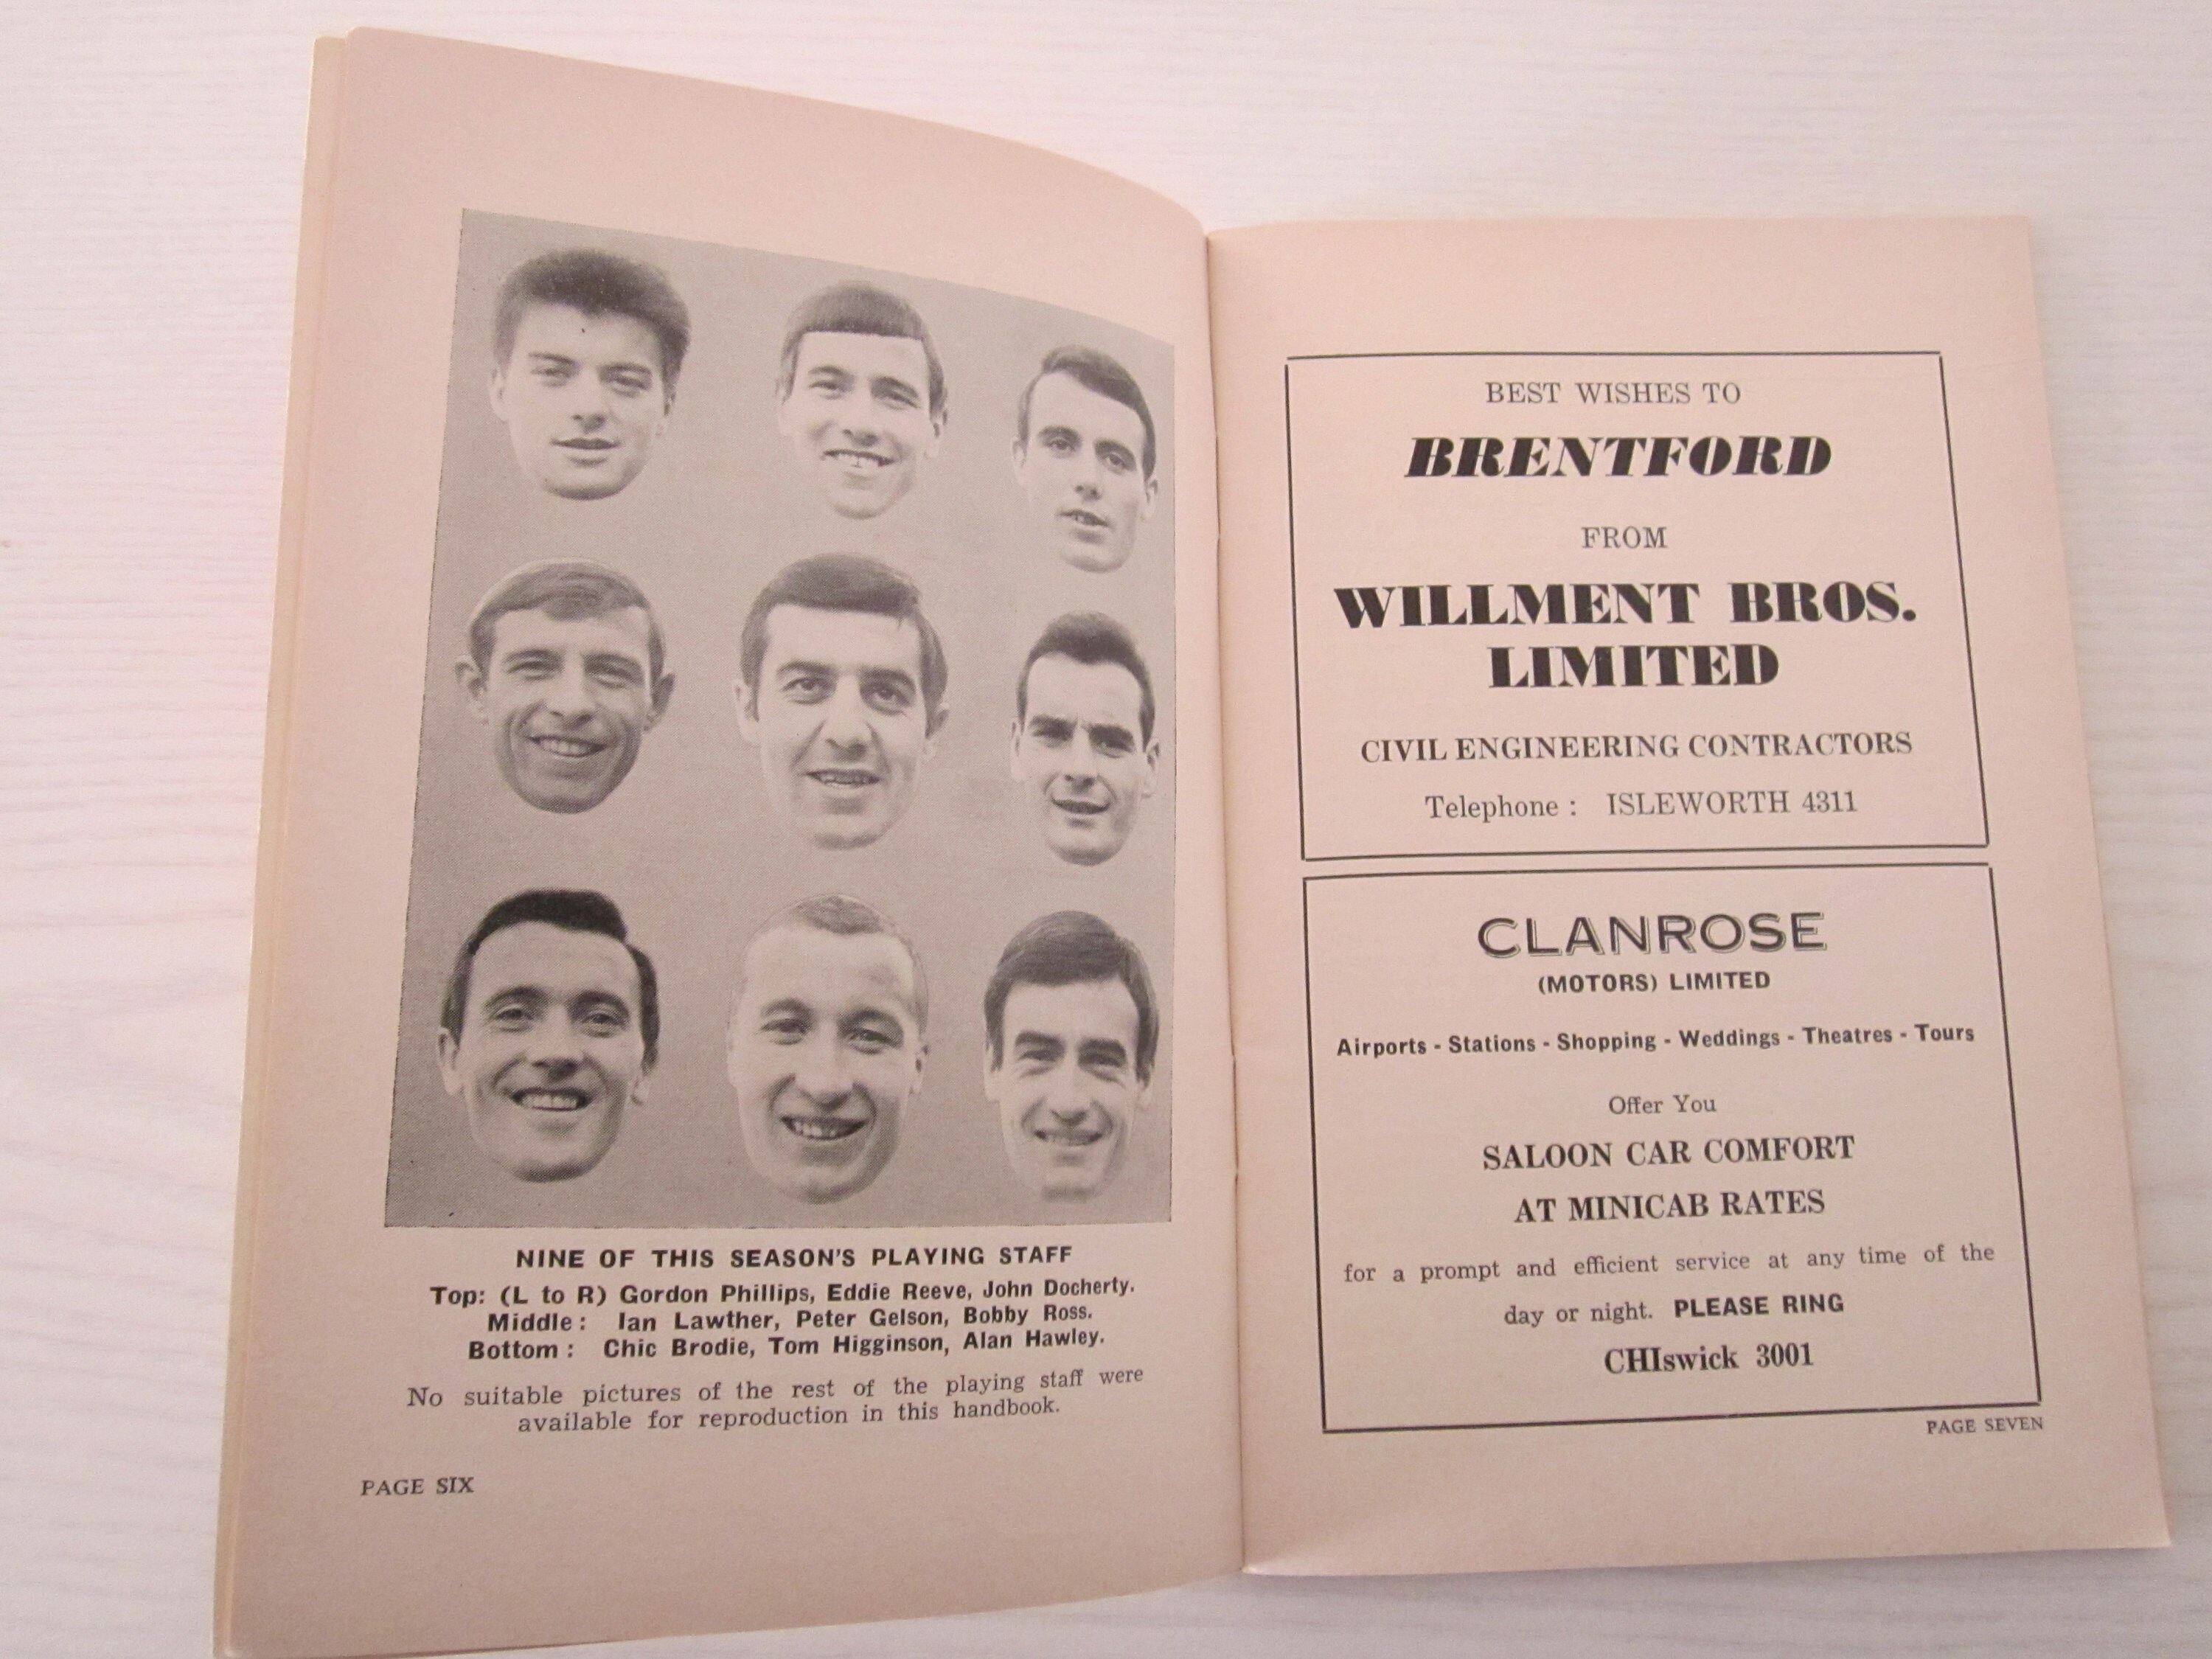 NINE OF THIS SEASON'S PLAYING STAFF
Top: (L to R) Gordon Phillips, Eddie Reeve, John Docherty.
Middle : Ian Lawther, Peter Gelson, Bobby Ross.
Bottom : Chic Brodie, Tom Higginson, Alan Hawley.
No suitable pictures of the rest of the playing staff were
available for reproduction in this handbook.
PAGE SIX
BEST WISHES TO
BRENTFORD
FROM
WILLMENT BROS.
LIMITED
CIVIL ENGINEERING CONTRACTORS
Telephone : ISLEWORTH 4311
CLANROSE
(MOTORS) LIMITED
Airports - Stations - Shopping - Weddings - Theatres - Tours
Offer You
SALOON CAR COMFORT
AT MINICAB RATES
for a prompt and efficient service at any time of the
day or night. PLEASE RING
CHIswick 3001
PAGE SEVEN